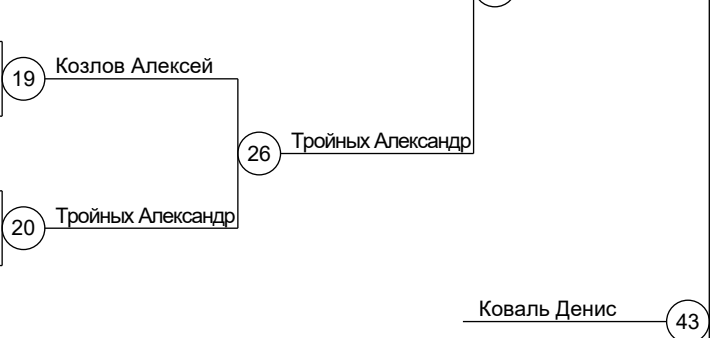 Козлов Алексей
19
Тройных Александр
26
Тройных Александр
20
Коваль Денис
43